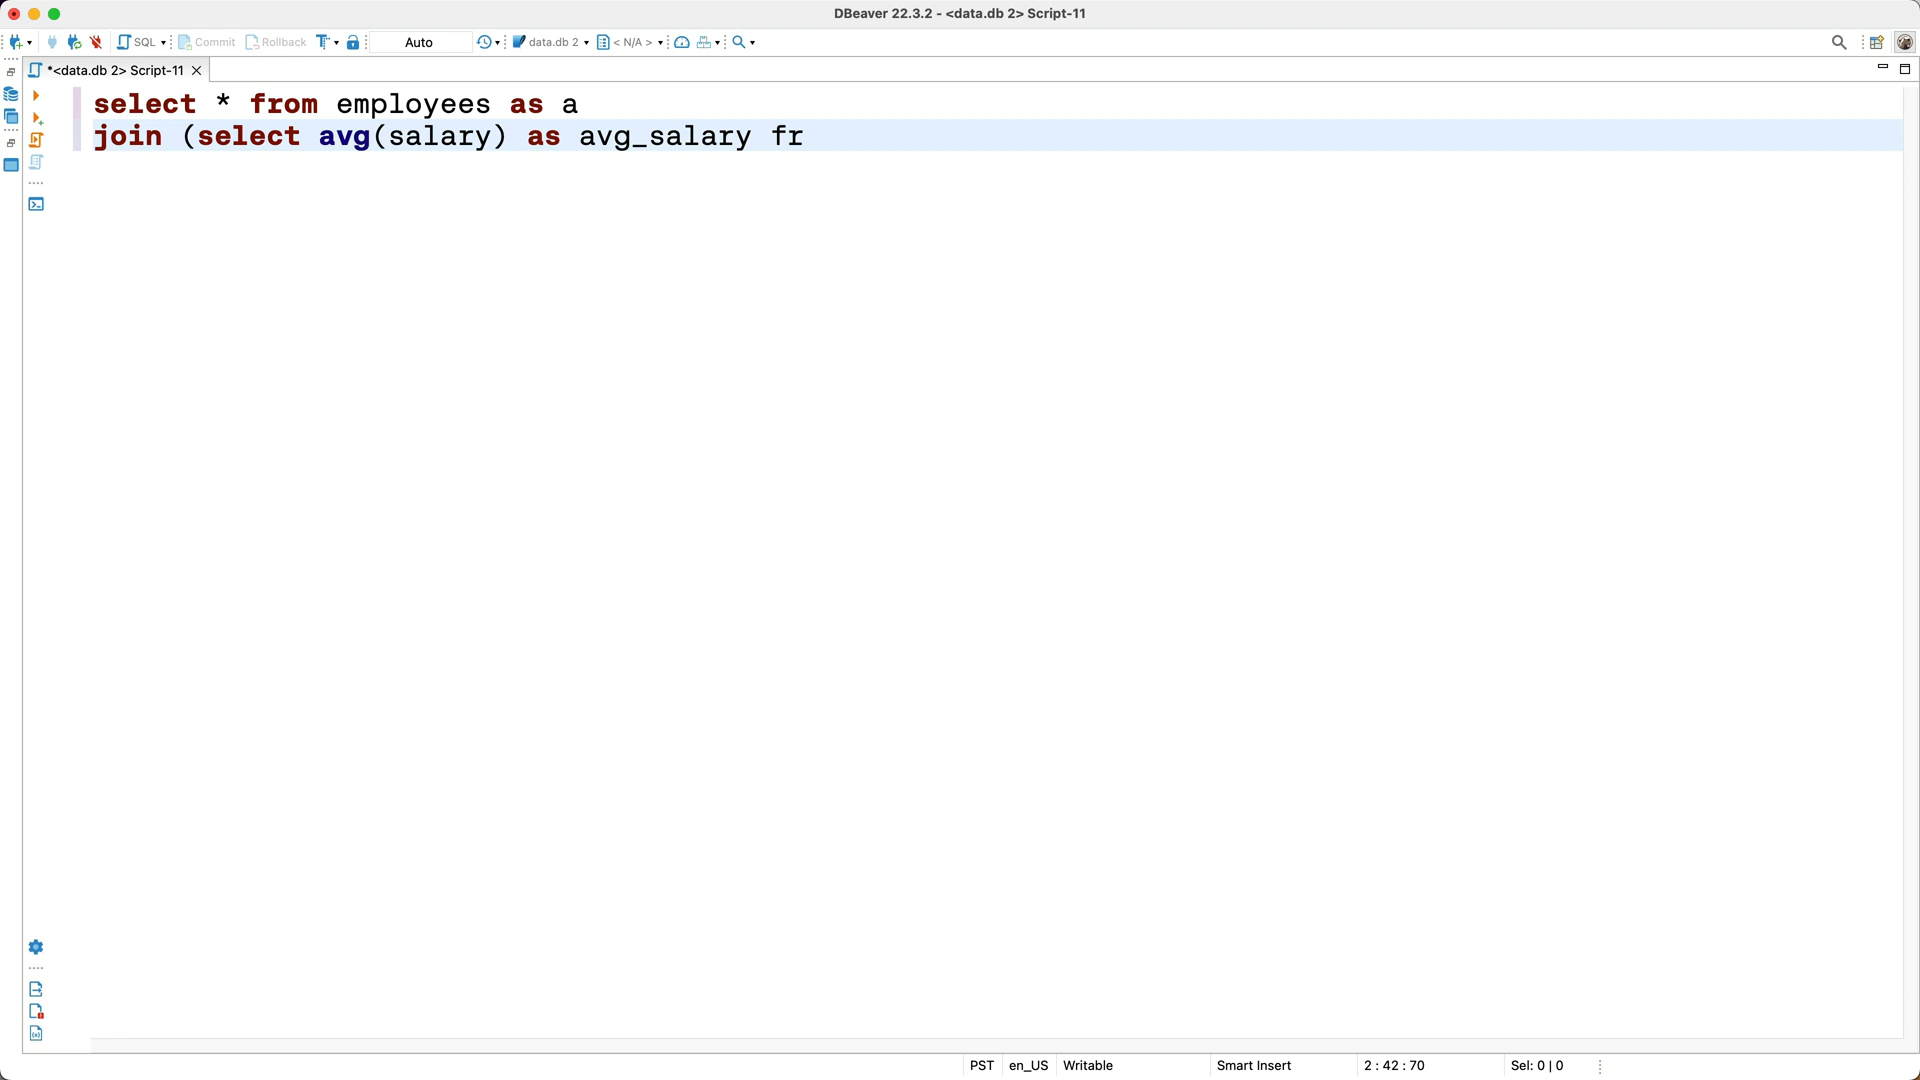 DBeaver 22.3.2 - <data.db 2> Script-11
SQL Commit Rollback Auto data.db 2 < N/A >
*<data.db 2> Script-11
select * from employees as a
join (select avg(salary) as avg_salary fr
PST en_US Writable Smart Insert 2 : 42 : 70 Sel: 0 | 0